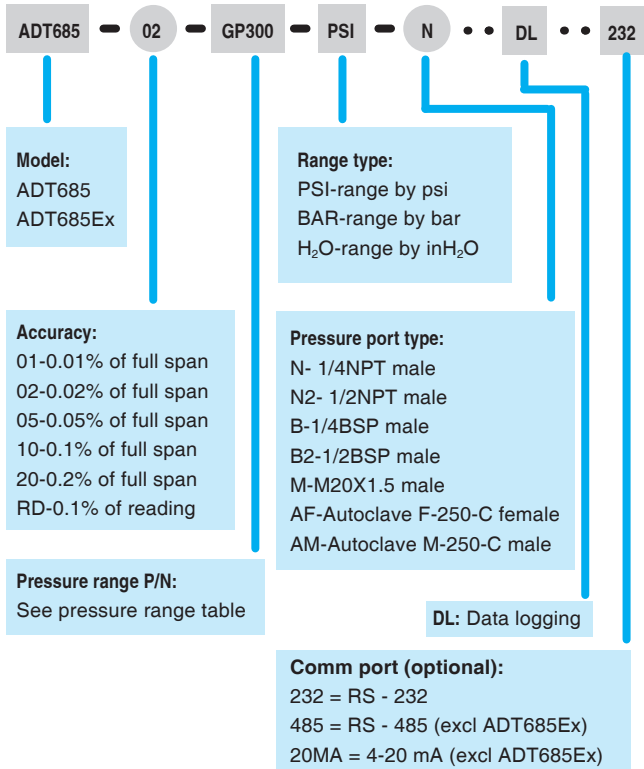 ADT685 – 02 – GP300 – PSI – N • • DL • • 232
Model:
ADT685
ADT685Ex
Range type:
PSI-range by psi
BAR-range by bar
H₂O-range by inH₂O
Accuracy:
01-0.01% of full span
02-0.02% of full span
05-0.05% of full span
10-0.1% of full span
20-0.2% of full span
RD-0.1% of reading
Pressure port type:
N- 1/4NPT male
N2- 1/2NPT male
B-1/4BSP male
B2-1/2BSP male
M-M20X1.5 male
AF-Autoclave F-250-C female
AM-Autoclave M-250-C male
Pressure range P/N:
See pressure range table
DL: Data logging
Comm port (optional):
232 = RS - 232
485 = RS - 485 (excl ADT685Ex)
20MA = 4-20 mA (excl ADT685Ex)